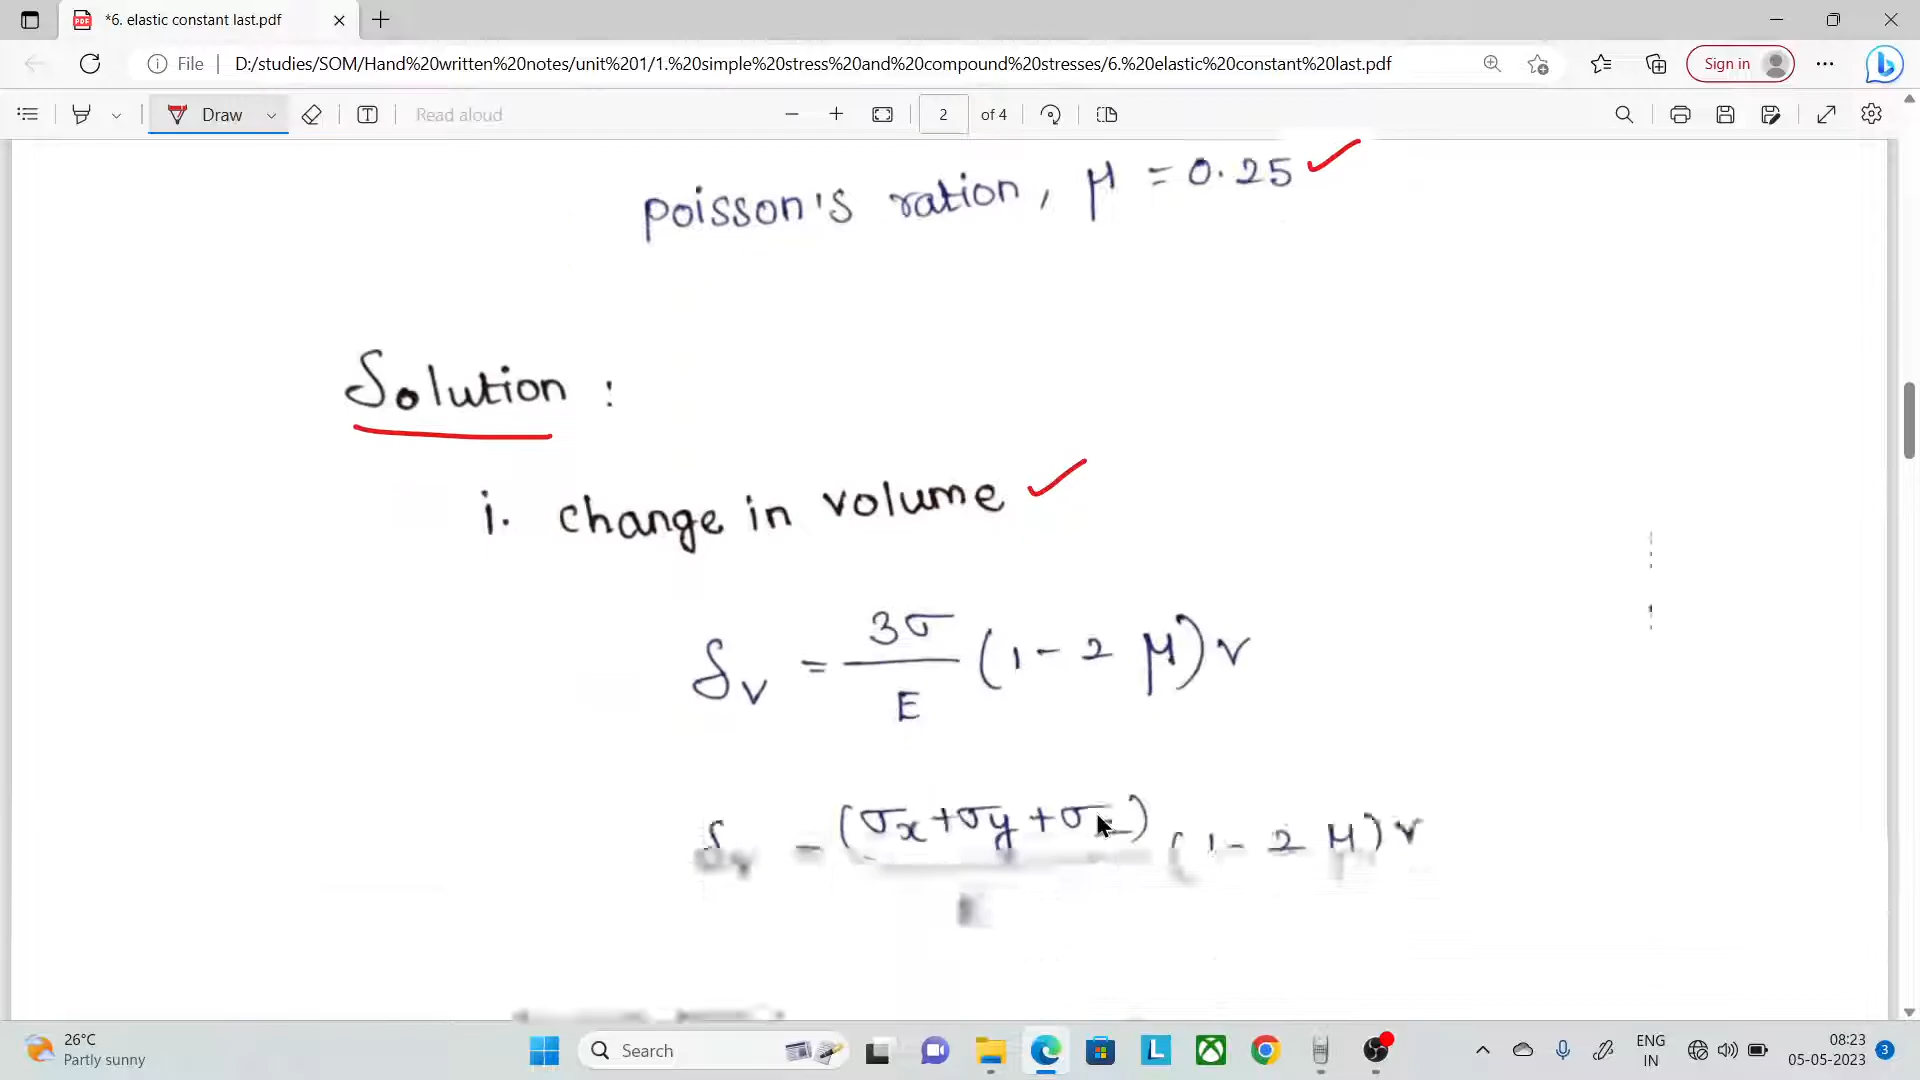 *6. elastic constant last.pdf
File | D:/studies/SOM/Hand%20written%20notes/unit%201/1.%20simple%20stress%20and%20compound%20stresses/6.%20elastic%20constant%20last.pdf
Sign in
Draw
Read aloud
2 of 4
poisson's ration, μ = 0.25
Solution :
i. change in volume
δv = 3σ/E (1 - 2 μ) v
(σx + σy + σz) (1 - 2 μ) v
26°C
Partly sunny
Search
ENG
IN
08:23
05-05-2023
3